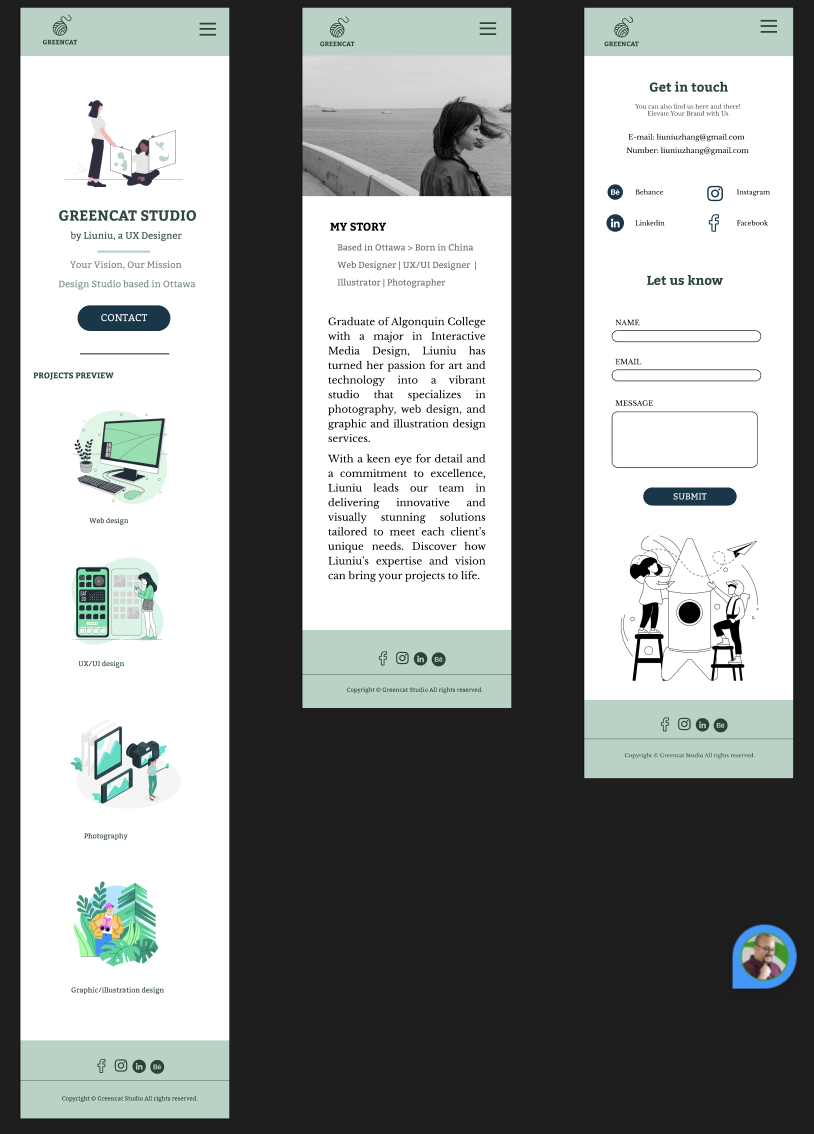 GREENCAT
GREENCAT STUDIO
by Liuniu, a UX Designer
Your Vision, Our Mission
Design Studio based in Ottawa
CONTACT
PROJECTS PREVIEW
Web design
UX/UI design
Photography
Graphic/illustration design
Copyright © Greencat Studio All rights reserved.
GREENCAT
MY STORY
Based in Ottawa > Born in China
Web Designer | UX/UI Designer |
Illustrator | Photographer
Graduate of Algonquin College
with a major in Interactive
Media Design, Liuniu has
turned her passion for art and
technology into a vibrant
studio that specializes in
photography, web design, and
graphic and illustration design
services.
With a keen eye for detail and
a commitment to excellence,
Liuniu leads our team in
delivering innovative and
visually stunning solutions
tailored to meet each client's
unique needs. Discover how
Liuniu's expertise and vision
can bring your projects to life.
Copyright © Greencat Studio All rights reserved.
GREENCAT
Get in touch
You can also find us here and there!
Elevate Your Brand with Us
E-mail: liuniuzhang@gmail.com
Number: liuniuzhang@gmail.com
Behance
Instagram
Linkedin
Facebook
Let us know
NAME
EMAIL
MESSAGE
SUBMIT
Copyright © Greencat Studio All rights reserved.